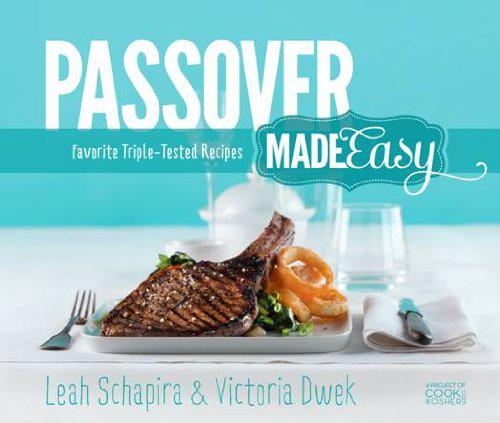 PASSOVER
MADE Easy
Favorite Triple-Tested Recipes
Leah Schapira & Victoria Dwek
A PROJECT OF
COOK
KOSHER